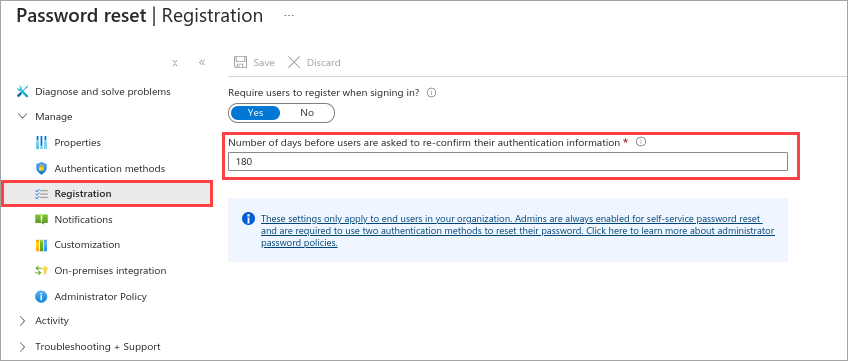 Password reset | Registration ...
Save
Discard
Diagnose and solve problems
Manage
Properties
Authentication methods
Registration
Notifications
Customization
On-premises integration
Administrator Policy
Activity
Troubleshooting + Support
Require users to register when signing in?
Yes
No
Number of days before users are asked to re-confirm their authentication information *
180
These settings only apply to end users in your organization. Admins are always enabled for self-service password reset
and are required to use two authentication methods to reset their password. Click here to learn more about administrator
password policies.